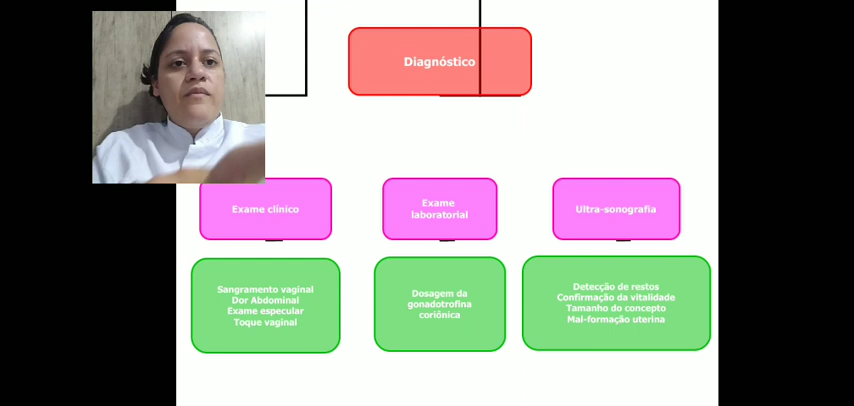 Diagnóstico
Exame clínico
Exame
laboratorial
Ultra-sonografia
Sangramento vaginal
Dor Abdominal
Exame especular
Toque vaginal
Dosagem da
gonadotrofina
coriônica
Detecção de restos
Confirmação da vitalidade
Tamanho do concepto
Mal-formação uterina